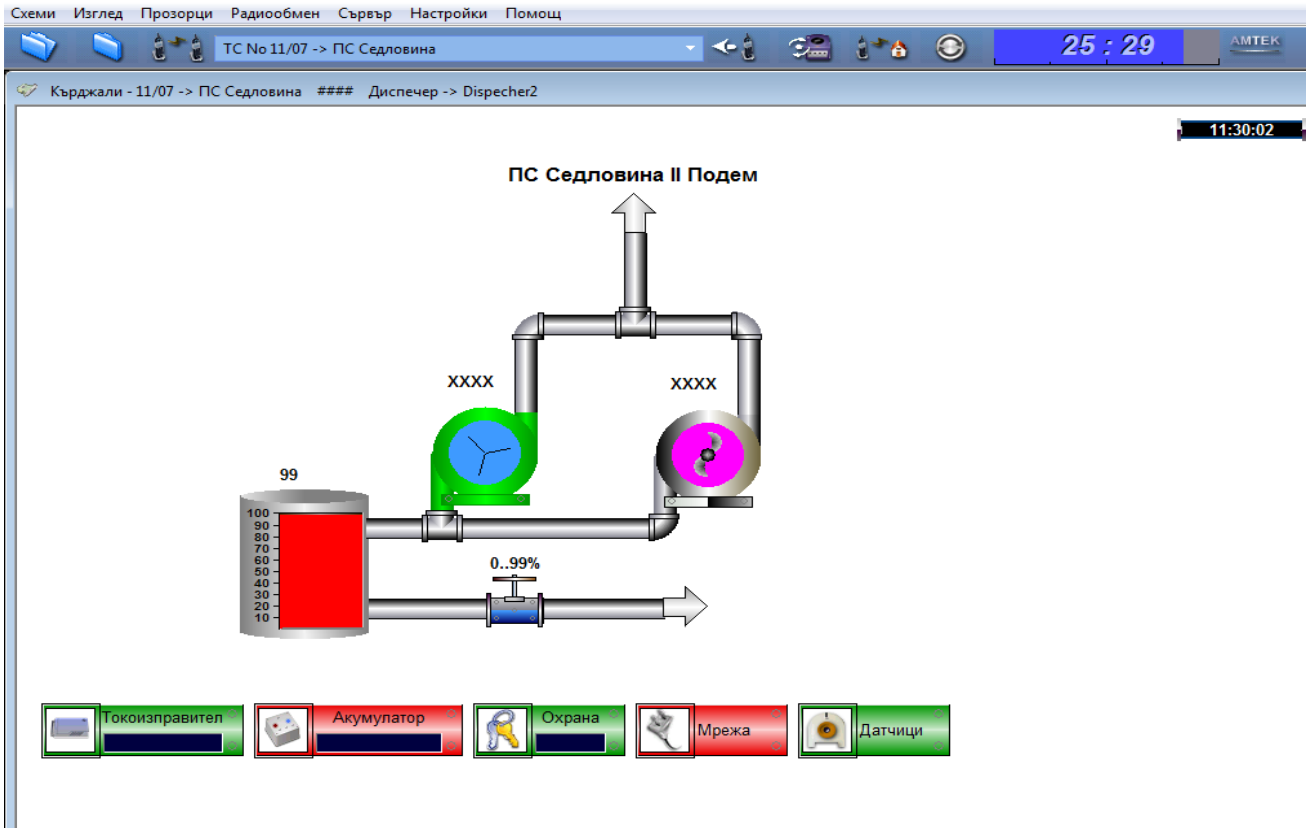 Схеми Изглед Прозорци Радиообмен Сървър Настройки Помощ
ТС No 11/07 -> ПС Седловина
25 : 29
AMTEK
Кърджали - 11/07 -> ПС Седловина #### Диспечер -> Dispecher2
11:30:02
ПС Седловина II Подем
XXXX
XXXX
99
100
90
80
70
60
50
40
30
20
10
0..99%
Токоизправител
Акумулатор
Охрана
Мрежа
Датчици